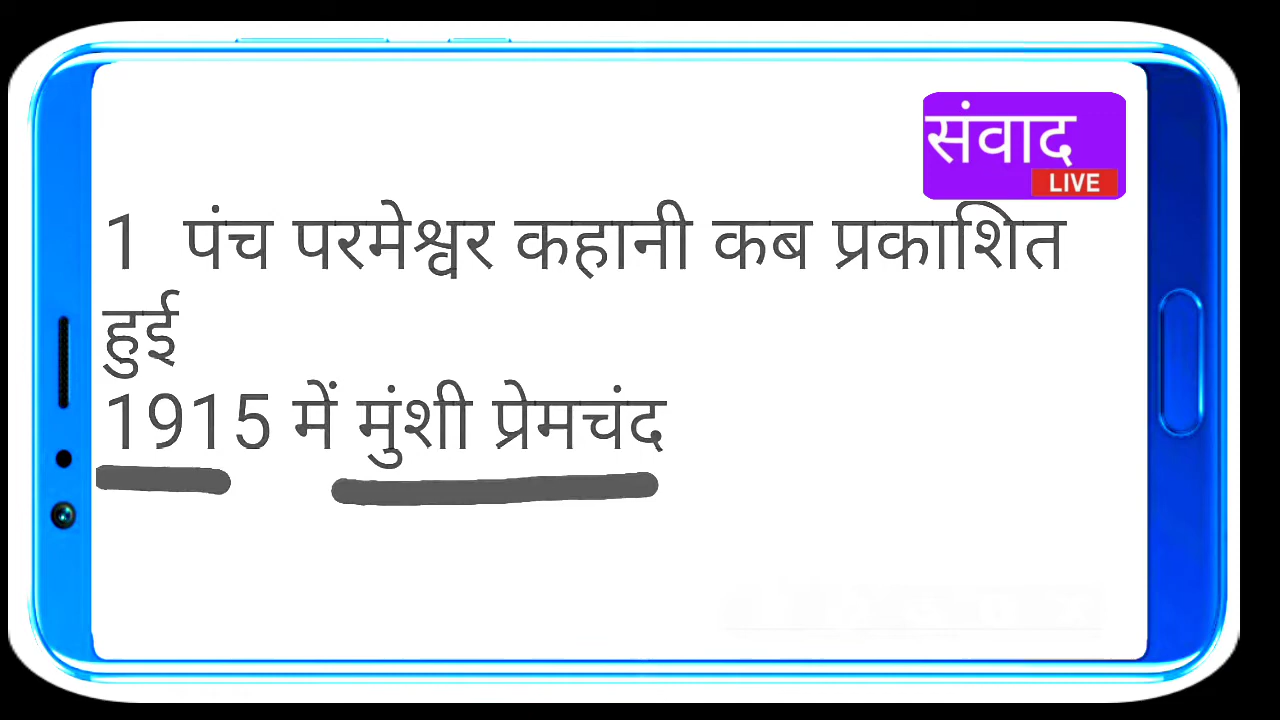 संवाद
LIVE
1 पंच परमेश्वर कहानी कब प्रकाशित
हुई
1915 में मुंशी प्रेमचंद